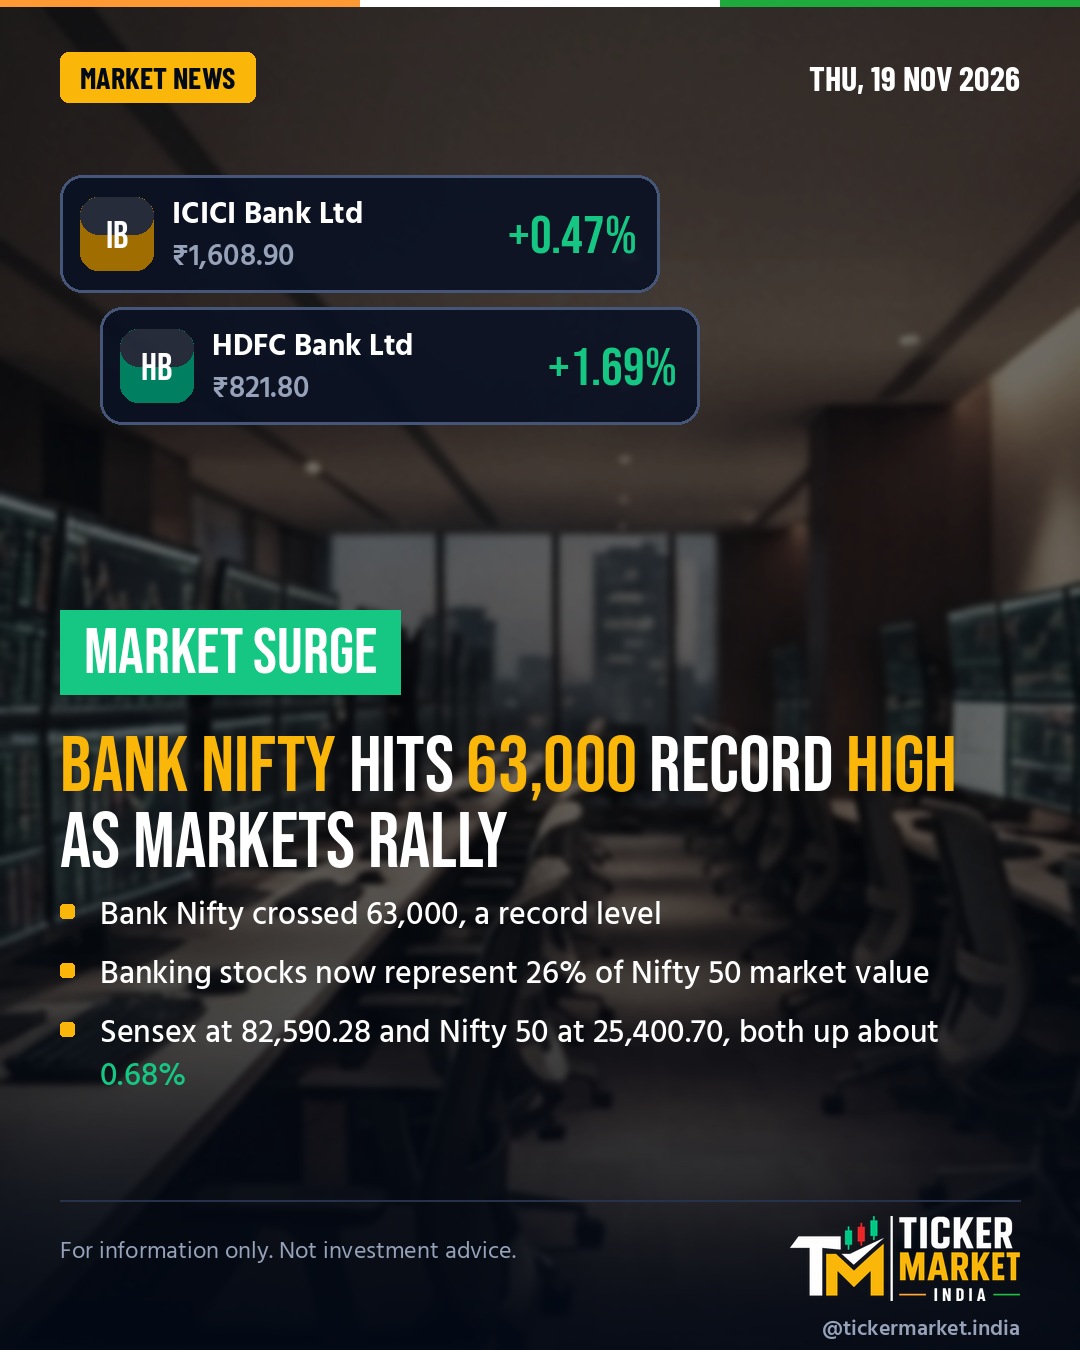 MARKET NEWS
THU, 19 NOV 2026
IB
ICICI Bank Ltd
₹1,608.90
+0.47%
HB
HDFC Bank Ltd
₹821.80
+1.69%
MARKET SURGE
BANK NIFTY HITS 63,000 RECORD HIGH
AS MARKETS RALLY
Bank Nifty crossed 63,000, a record level
Banking stocks now represent 26% of Nifty 50 market value
Sensex at 82,590.28 and Nifty 50 at 25,400.70, both up about
0.68%
For information only. Not investment advice.
TM
TICKER
MARKET
INDIA
@tickermarket.india